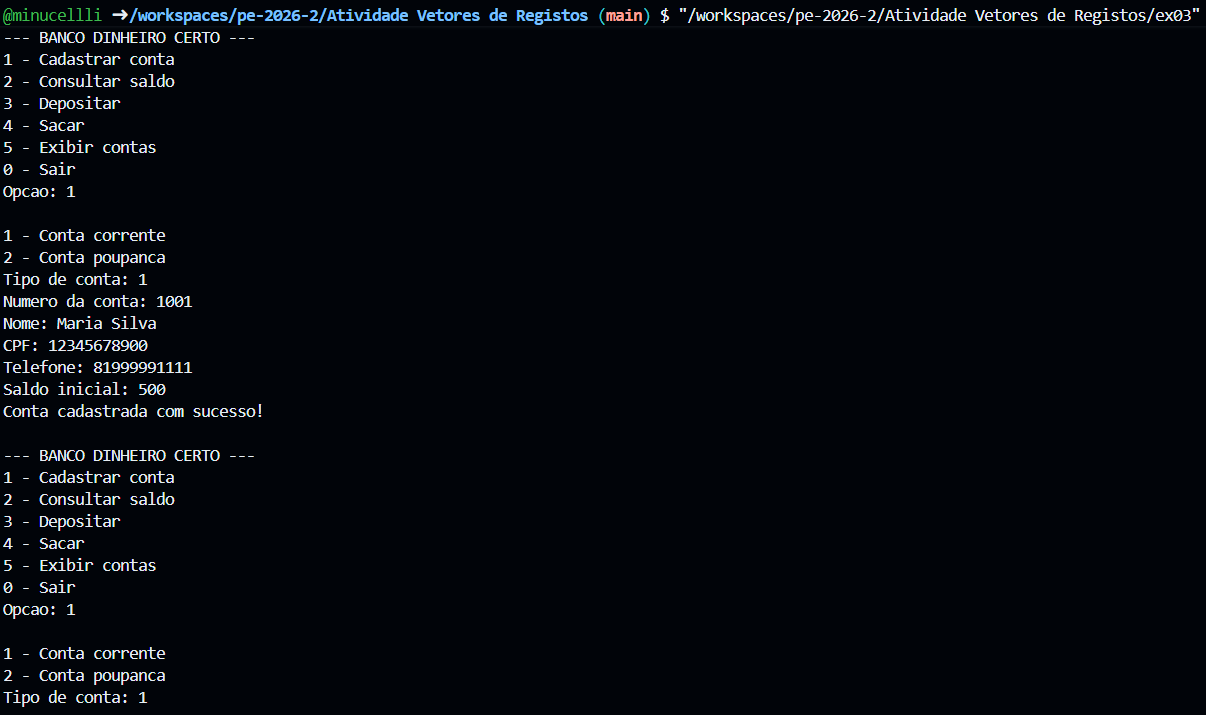 @minucellli ➜/workspaces/pe-2026-2/Atividade Vetores de Registos (main) $ "/workspaces/pe-2026-2/Atividade Vetores de Registos/ex03"
--- BANCO DINHEIRO CERTO ---
1 - Cadastrar conta
2 - Consultar saldo
3 - Depositar
4 - Sacar
5 - Exibir contas
0 - Sair
Opcao: 1

1 - Conta corrente
2 - Conta poupanca
Tipo de conta: 1
Numero da conta: 1001
Nome: Maria Silva
CPF: 12345678900
Telefone: 81999991111
Saldo inicial: 500
Conta cadastrada com sucesso!

--- BANCO DINHEIRO CERTO ---
1 - Cadastrar conta
2 - Consultar saldo
3 - Depositar
4 - Sacar
5 - Exibir contas
0 - Sair
Opcao: 1

1 - Conta corrente
2 - Conta poupanca
Tipo de conta: 1